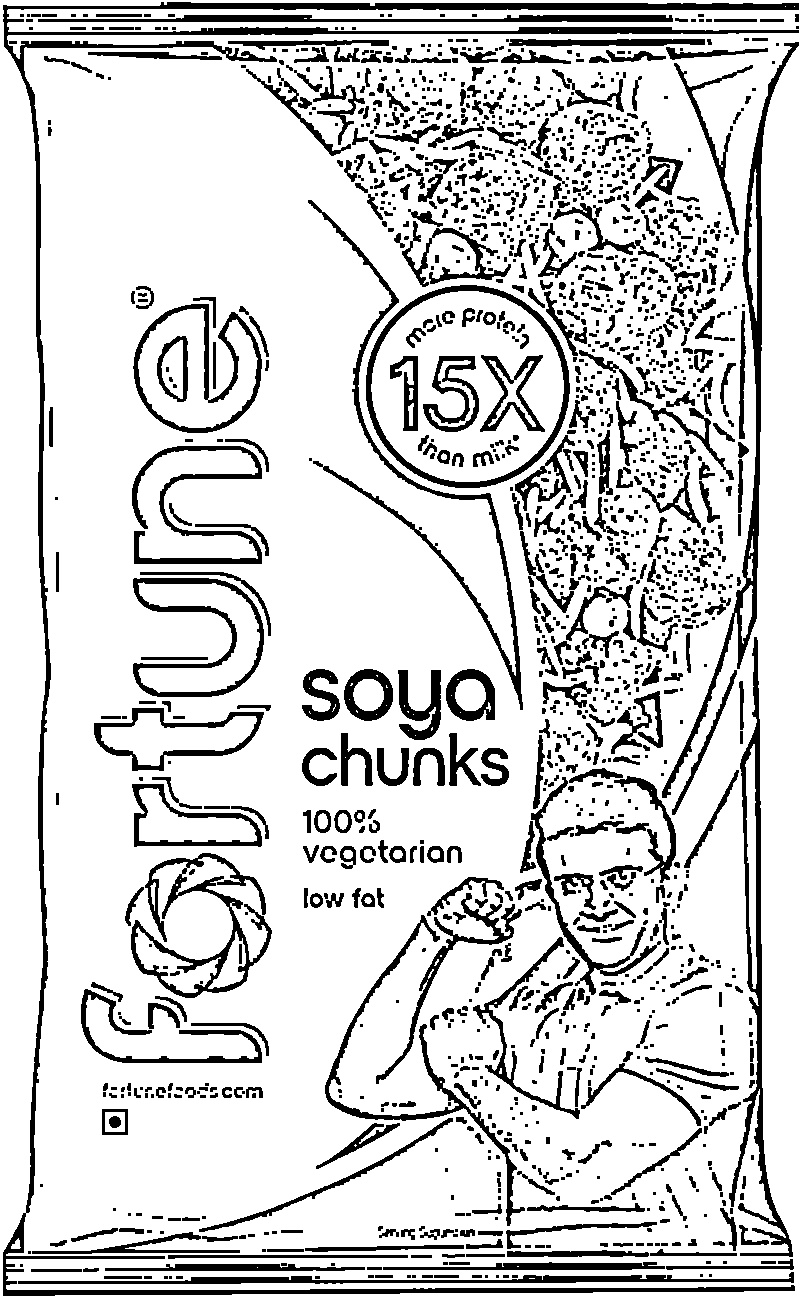 fortune®
more protein
15X
than milk*
soya
chunks
100%
vegetarian
low fat
fortunefoods.com
Serving Suggestion